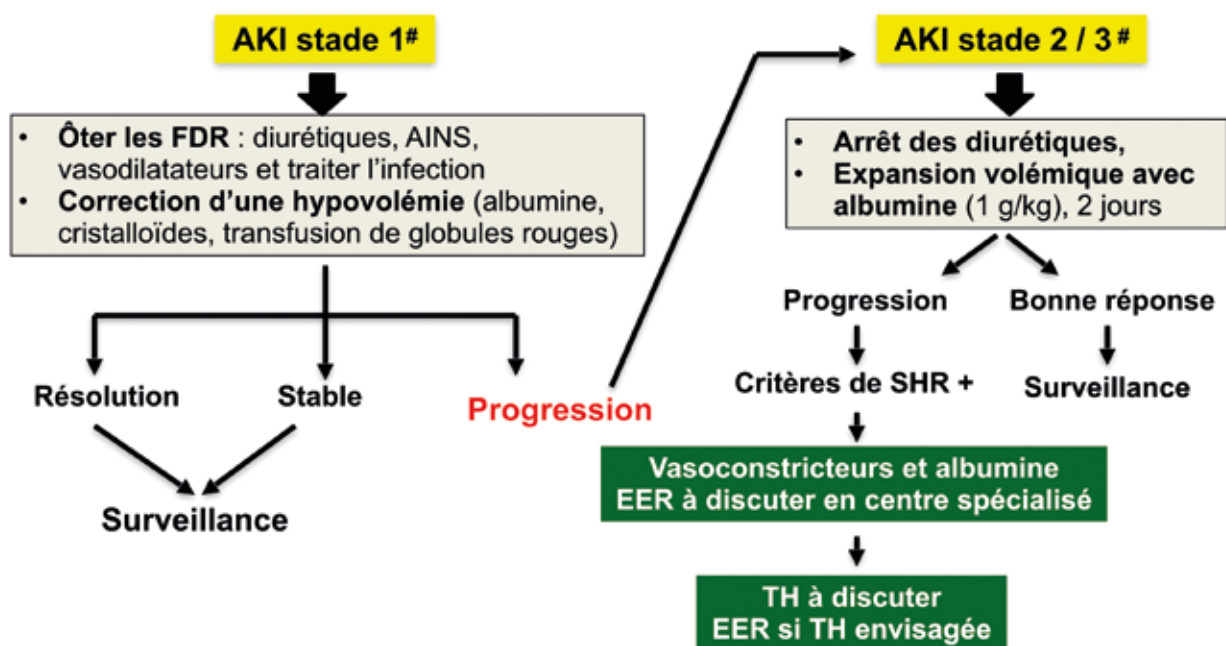 AKI stade 1#
• Ôter les FDR : diurétiques, AINS,
vasodilatateurs et traiter l'infection
• Correction d'une hypovolémie (albumine,
cristalloïdes, transfusion de globules rouges)
Résolution
Stable
Progression
Surveillance
AKI stade 2 / 3#
• Arrêt des diurétiques,
• Expansion volémique avec
albumine (1 g/kg), 2 jours
Progression
Bonne réponse
Critères de SHR +
Surveillance
Vasoconstricteurs et albumine
EER à discuter en centre spécialisé
TH à discuter
EER si TH envisagée